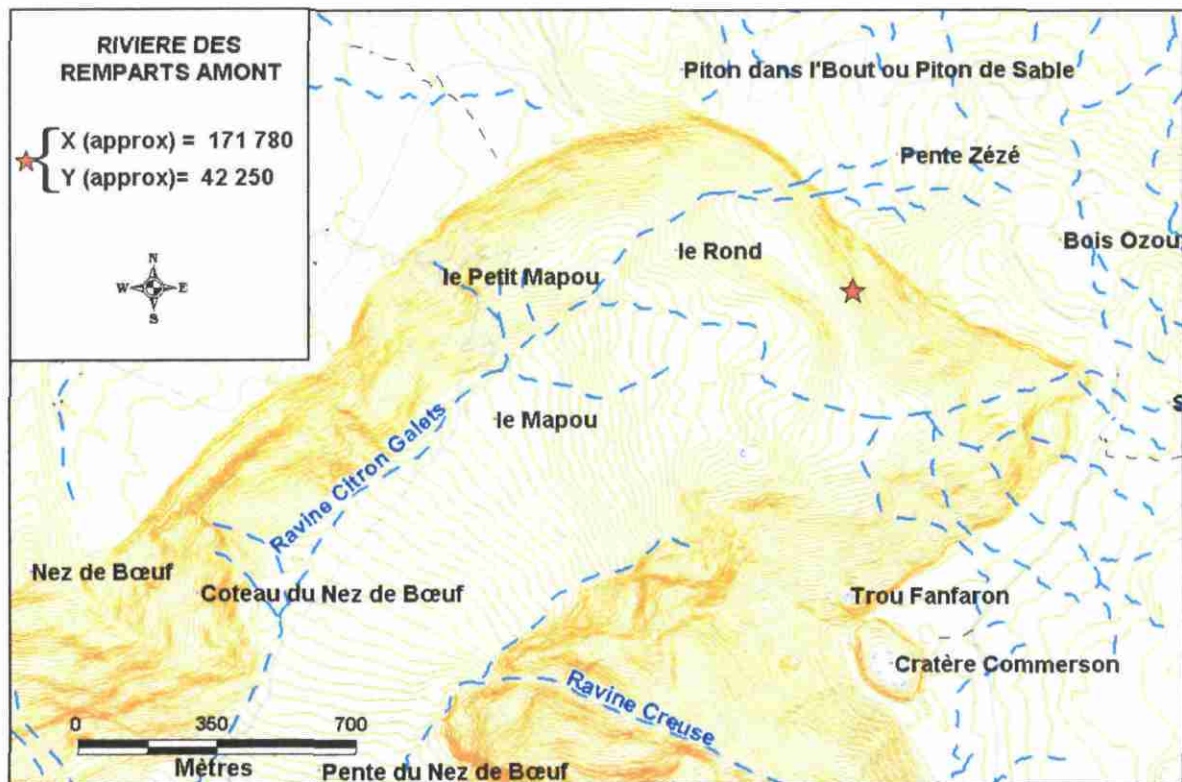 RIVIERE DES
REMPARTS AMONT
X (approx) = 171 780
Y (approx)= 42 250
N
W E
S
Piton dans l'Bout ou Piton de Sable
Pente Zézé
Bois Ozou
le Rond
le Petit Mapou
le Mapou
Ravine Citron Galets
Nez de Bœuf
Coteau du Nez de Bœuf
Trou Fanfaron
Cratère Commerson
Ravine Creuse
0 350 700
Mètres
Pente du Nez de Bœuf